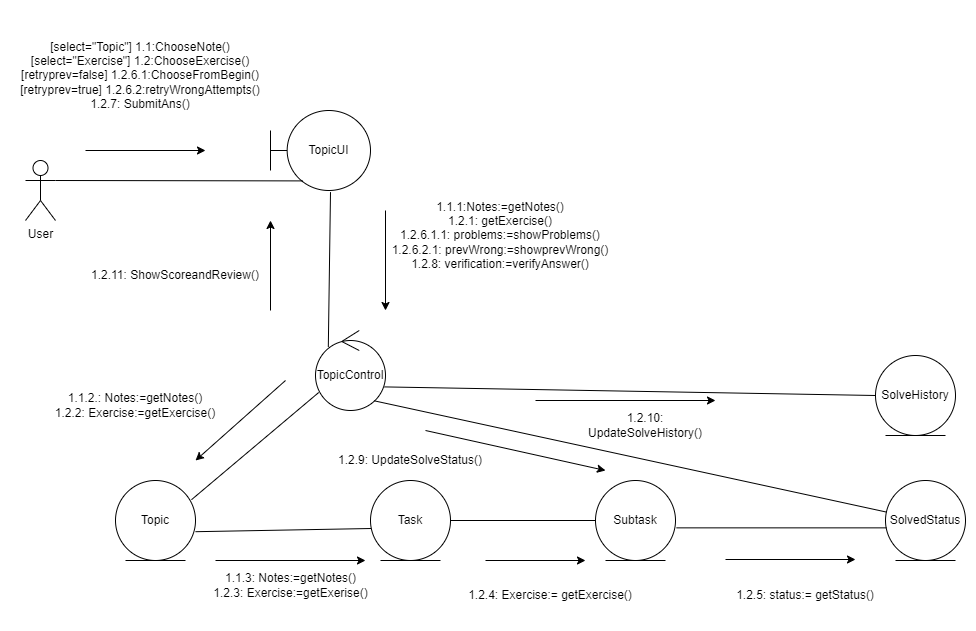 [select="Topic"] 1.1:ChooseNote()
[select="Exercise"] 1.2:ChooseExercise()
[retryprev=false] 1.2.6.1:ChooseFromBegin()
[retryprev=true] 1.2.6.2:retryWrongAttempts()
1.2.7: SubmitAns()
TopicUI
User
1.1.1:Notes:=getNotes()
1.2.1: getExercise()
1.2.6.1.1: problems:=showProblems()
1.2.6.2.1: prevWrong:=showprevWrong()
1.2.8: verification:=verifyAnswer()
1.2.11: ShowScoreandReview()
TopicControl
1.1.2.: Notes:=getNotes()
1.2.2: Exercise:=getExercise()
SolveHistory
1.2.10:
UpdateSolveHistory()
1.2.9: UpdateSolveStatus()
Topic
Task
Subtask
SolvedStatus
1.1.3: Notes:=getNotes()
1.2.3: Exercise:=getExerise()
1.2.4: Exercise:= getExercise()
1.2.5: status:= getStatus()